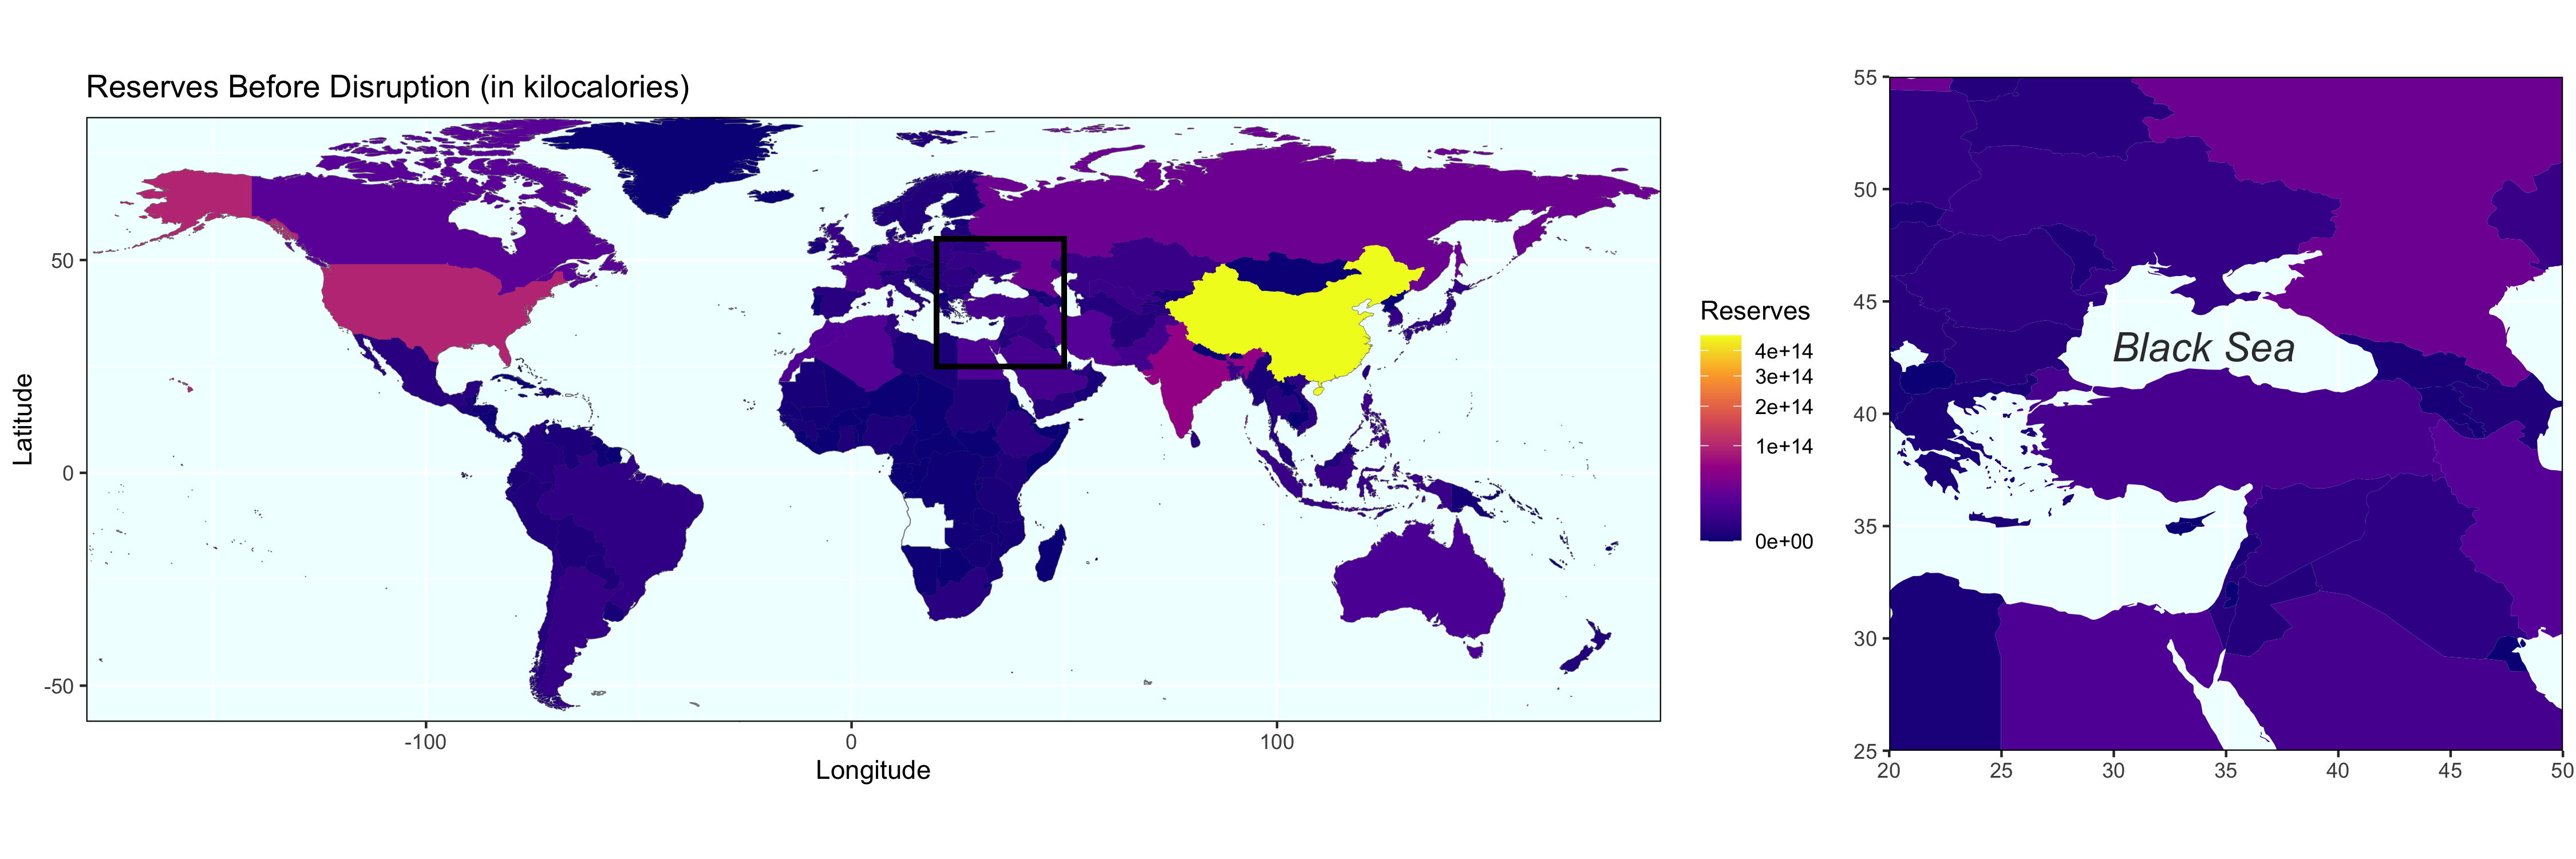 Reserves Before Disruption (in kilocalories)
Latitude
50
0
-50
-100
0
100
Longitude
Reserves
4e+14
3e+14
2e+14
1e+14
0e+00
55
50
45
40
35
30
25
Black Sea
20
25
30
35
40
45
50